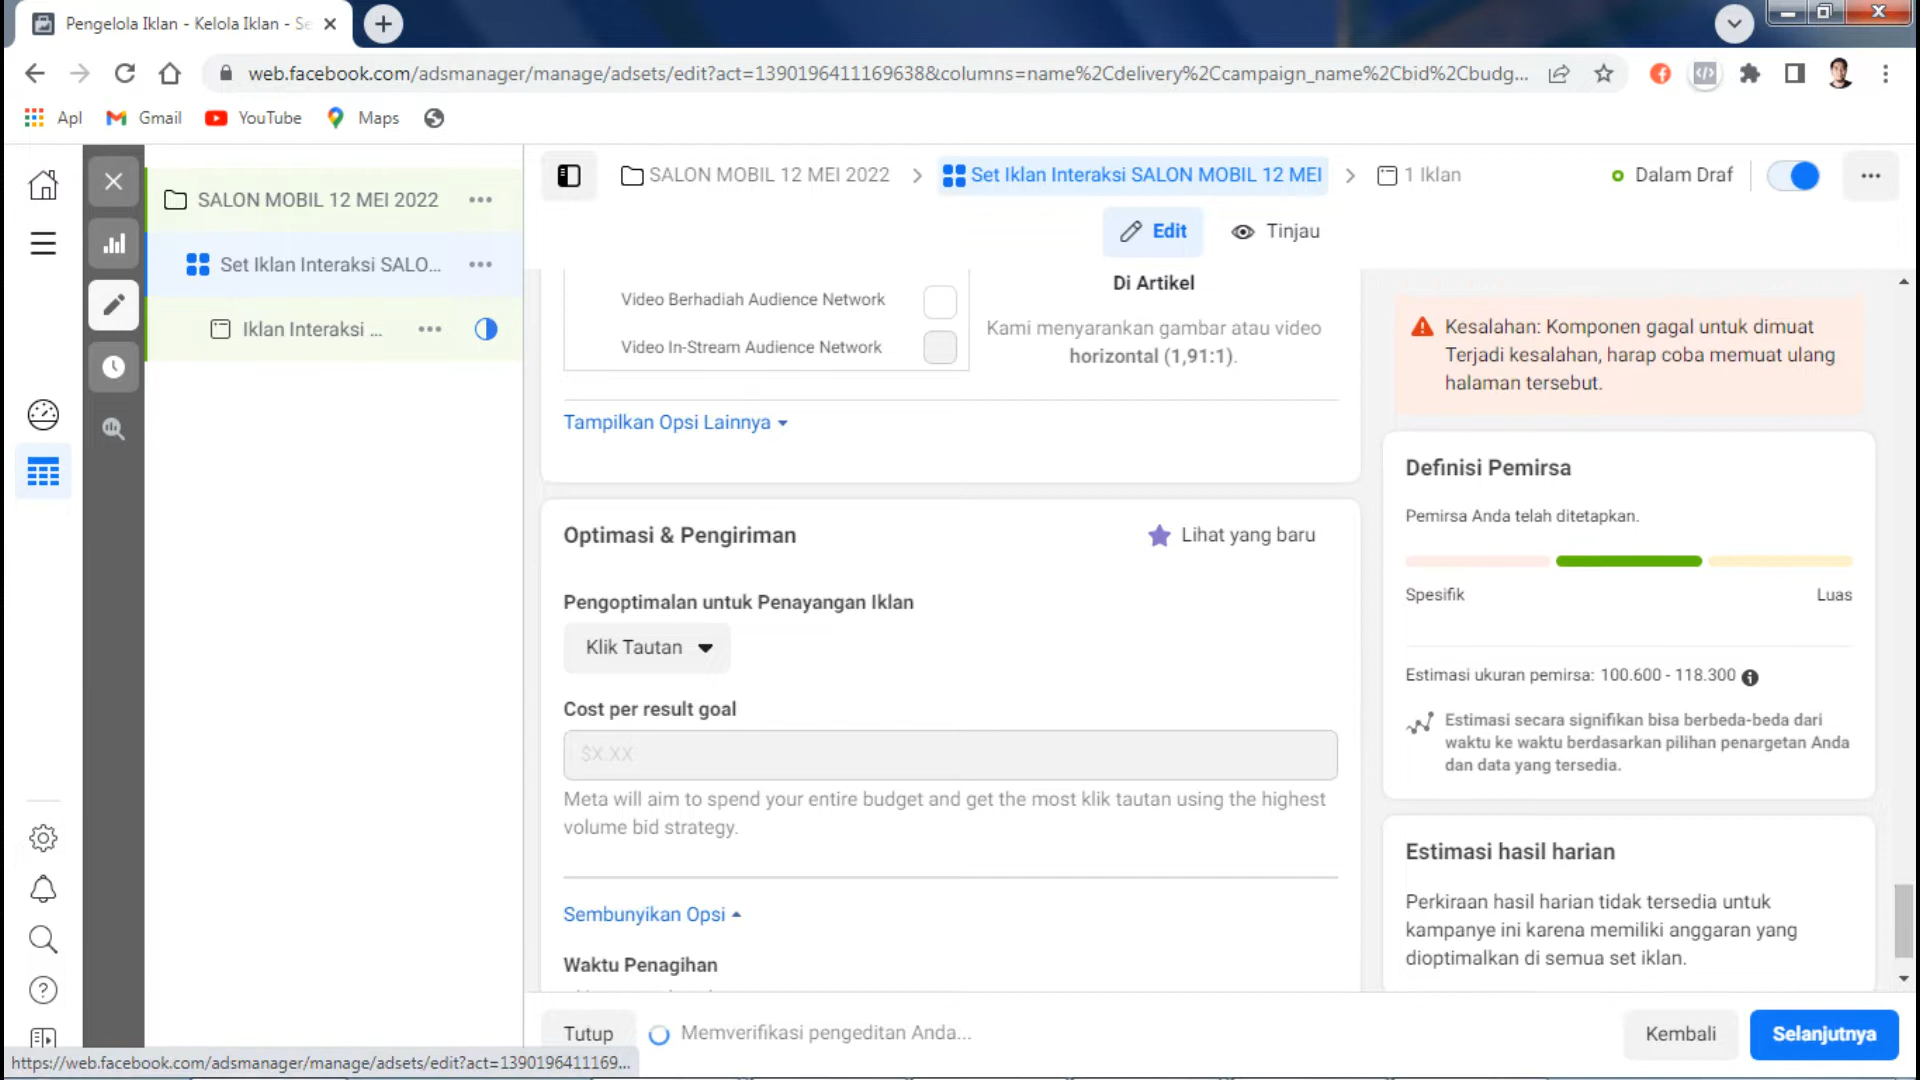 Pengelola Iklan - Kelola Iklan - Se
web.facebook.com/adsmanager/manage/adsets/edit?act=1390196411169638&columns=name%2Cdelivery%2Ccampaign_name%2Cbid%2Cbudg...
Apl
Gmail
YouTube
Maps
SALON MOBIL 12 MEI 2022
Set Iklan Interaksi SALO...
Iklan Interaksi ...
SALON MOBIL 12 MEI 2022
Set Iklan Interaksi SALON MOBIL 12 MEI
1 Iklan
Dalam Draf
Edit
Tinjau
Video Berhadiah Audience Network
Video In-Stream Audience Network
Di Artikel
Kami menyarankan gambar atau video
horizontal (1,91:1).
Tampilkan Opsi Lainnya
Optimasi & Pengiriman
Lihat yang baru
Pengoptimalan untuk Penayangan Iklan
Klik Tautan
Cost per result goal
$X.XX
Meta will aim to spend your entire budget and get the most klik tautan using the highest
volume bid strategy.
Sembunyikan Opsi
Waktu Penagihan
Kesalahan: Komponen gagal untuk dimuat
Terjadi kesalahan, harap coba memuat ulang
halaman tersebut.
Definisi Pemirsa
Pemirsa Anda telah ditetapkan.
Spesifik
Luas
Estimasi ukuran pemirsa: 100.600 - 118.300
Estimasi secara signifikan bisa berbeda-beda dari
waktu ke waktu berdasarkan pilihan penargetan Anda
dan data yang tersedia.
Estimasi hasil harian
Perkiraan hasil harian tidak tersedia untuk
kampanye ini karena memiliki anggaran yang
dioptimalkan di semua set iklan.
Tutup
Memverifikasi pengeditan Anda...
Kembali
Selanjutnya
https://web.facebook.com/adsmanager/manage/adsets/edit?act=1390196411169...